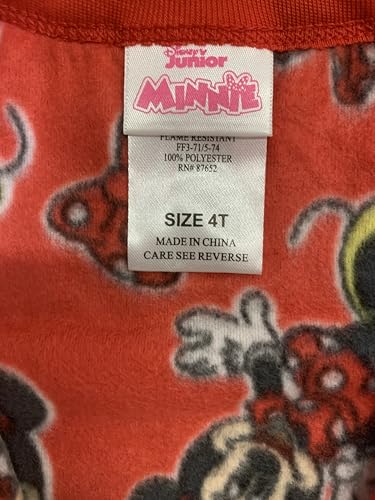 Disney
Junior
MINNIE
FLAME RESISTANT
FF3-71/5-74
100% POLYESTER
RN# 87652
SIZE 4T
MADE IN CHINA
CARE SEE REVERSE